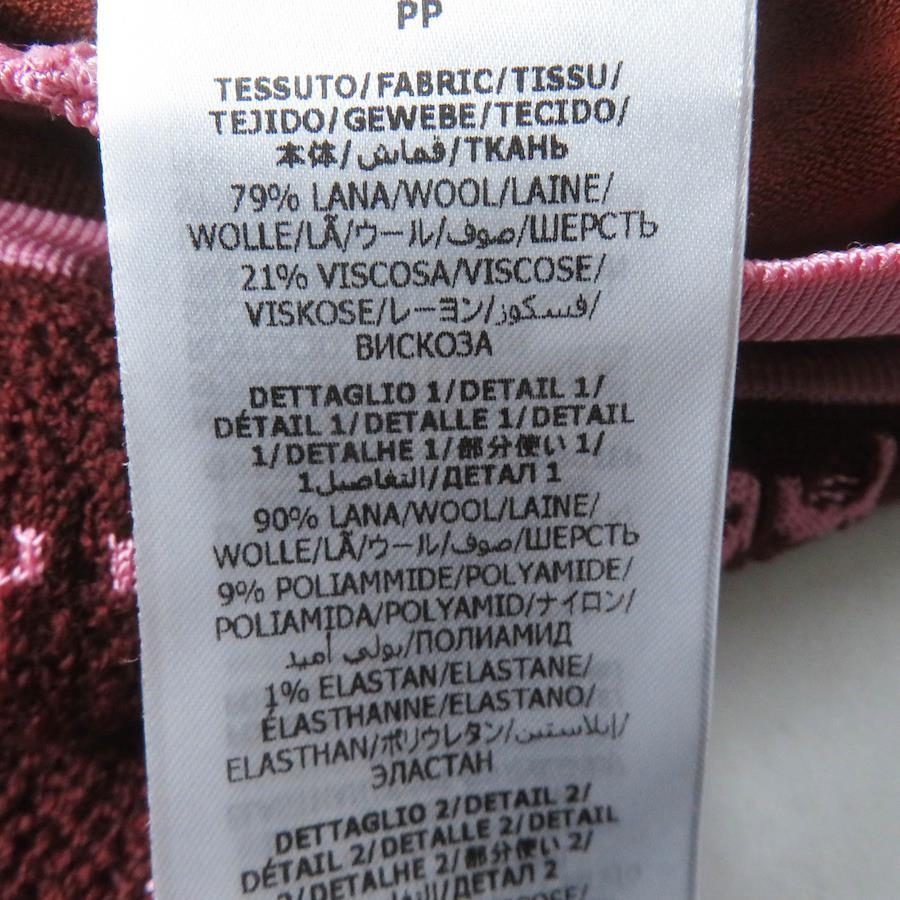 PP
TESSUTO/FABRIC/TISSU/
TEJIDO/GEWEBE/TECIDO/
本体/قماش/ТКАНЬ
79% LANA/WOOL/LAINE/
WOLLE/LÃ/ウール/صوف/ШЕРСТЬ
21% VISCOSA/VISCOSE/
VISKOSE/レーヨン/فسكوز/
ВИСКОЗА
DETTAGLIO 1/DETAIL 1/
DÉTAIL 1/DETALLE 1/DETAIL
1/DETALHE 1/部分使い 1/
التفاصيل1/ДЕТАЛ 1
90% LANA/WOOL/LAINE/
WOLLE/LÃ/ウール/صوف/ШЕРСТЬ
9% POLIAMMIDE/POLYAMIDE/
POLIAMIDA/POLYAMID/ナイロン/
بولي أميد/ПОЛИАМИД
1% ELASTAN/ELASTANE/
ÉLASTHANNE/ELASTANO/
ELASTHAN/ポリウレタン/إيلاستين/
ЭЛАСТАН
DETTAGLIO 2/DETAIL 2/
DÉTAIL 2/DETALLE 2/DETAIL
2/DETALHE 2/部分使い 2/
التفاصيل/ДЕТАЛ 2